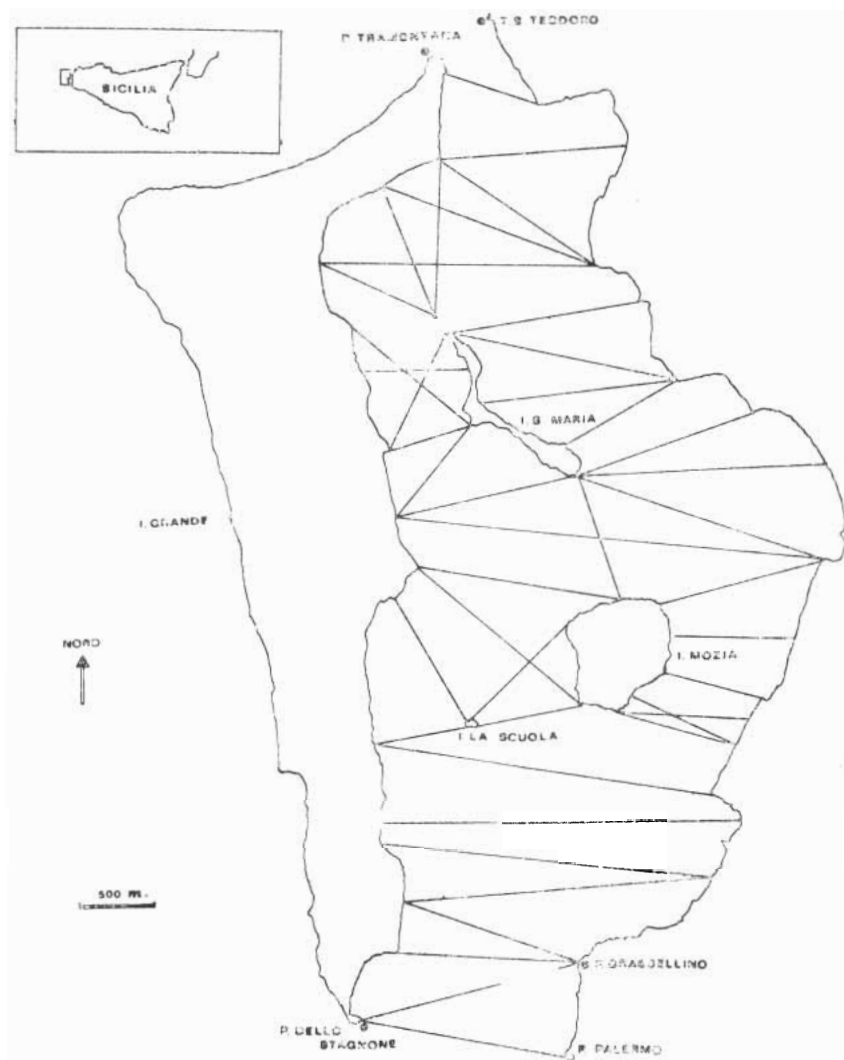 P. TRAMONTANA
T. S. TEODORO
SICILIA
I. S. MARIA
I. GRANDE
NORD
I. MOZIA
I. LA SCUOLA
500 m.
P. DELLO
STAGNONE
P. PALERMO